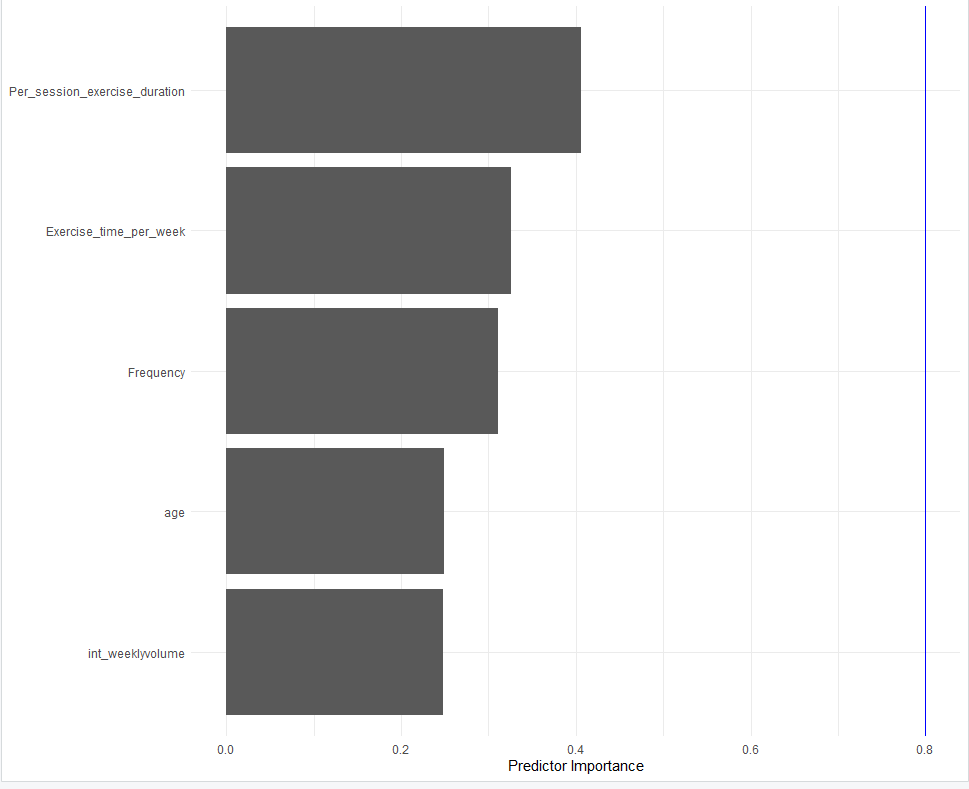 Per_session_exercise_duration
Exercise_time_per_week
Frequency
age
int_weeklyvolume
0.0 0.2 0.4 0.6 0.8
Predictor Importance